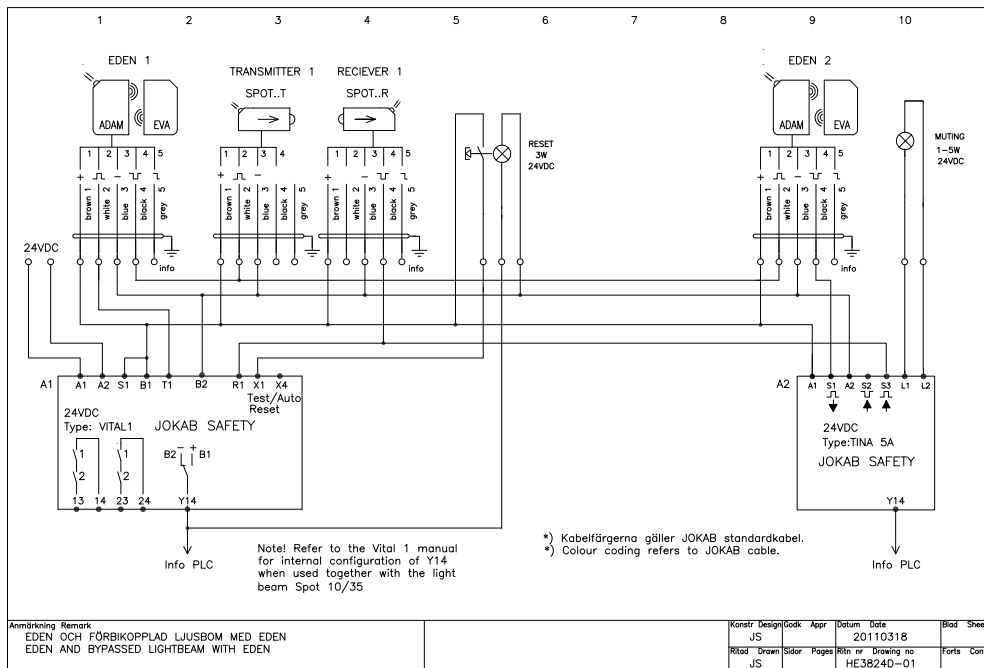 1 2 3 4 5 6 7 8 9 10
EDEN 1
ADAM EVA
TRANSMITTER 1
SPOT..T
RECIEVER 1
SPOT..R
RESET
3W
24VDC
EDEN 2
ADAM EVA
MUTING
1-5W
24VDC
1 2 3 4 5
+ −
brown 1
white 2
blue 3
black 4
grey 5
info
1 2 3 4
+ −
brown 1
white 2
blue 3
black 4
grey 5
1 2 3 4 5
+ −
brown 1
white 2
blue 3
black 4
grey 5
1 2 3 4 5
+ −
brown 1
white 2
blue 3
black 4
grey 5
info
24VDC
A1
A1 A2 S1 B1 T1 B2 R1 X1 X4
Test/Auto
Reset
24VDC
Type: VITAL1
JOKAB SAFETY
1 1
2 2
B2 − + B1
13 14 23 24 Y14
Info PLC
A2
A1 S1 A2 S2 S3 L1 L2
24VDC
Type:TINA 5A
JOKAB SAFETY
Y14
Info PLC
Note! Refer to the Vital 1 manual
for internal configuration of Y14
when used together with the light
beam Spot 10/35
*) Kabelfärgerna gäller JOKAB standardkabel.
*) Colour coding refers to JOKAB cable.
Anmärkning Remark
EDEN OCH FÖRBIKOPPLAD LJUSBOM MED EDEN
EDEN AND BYPASSED LIGHTBEAM WITH EDEN
Konstr Design Godk Appr Datum Date Blad
JS 20110318
Ritad Drawn Sidor Pages Ritn nr Drawing no Forts
JS HE3824D-01